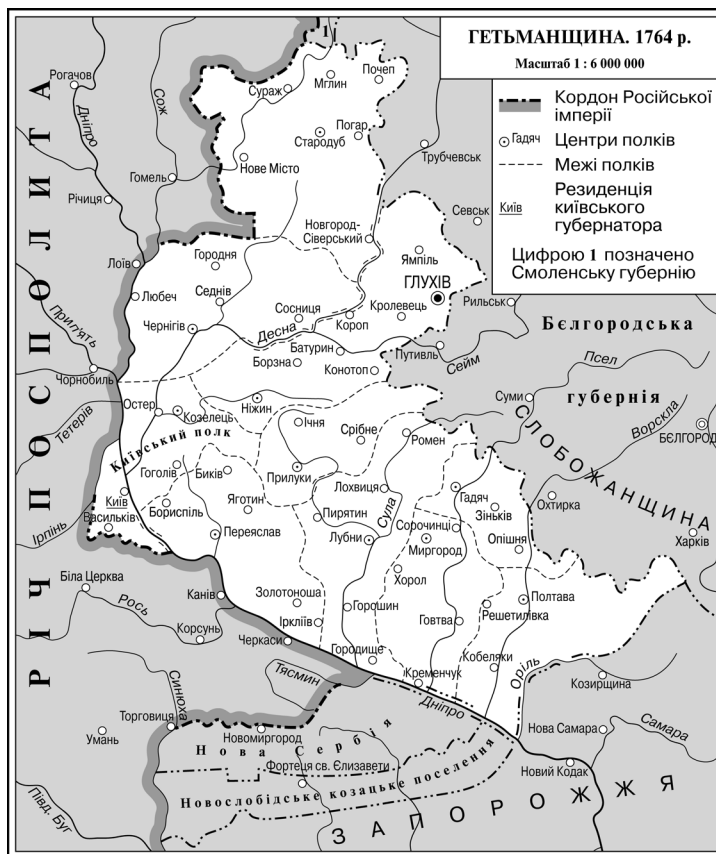 ГЕТЬМАНЩИНА. 1764 р.
Масштаб 1 : 6 000 000
Кордон Російської
імперії
Гадяч
Центри полків
Межі полків
Київ
Резиденція
київського
губернатора
Цифрою 1 позначено
Смоленську губернію
1
Рогачов
Дніпро
Сож
Сураж
Мглин
Почеп
Погар
Стародуб
Нове Місто
Трубчевськ
Гомель
Річиця
Севськ
Новгород-
Сіверський
Городня
Ямпіль
ГЛУХІВ
Лоїв
Любеч
Седнів
Сосниця
Кролевець
Рильськ
Короп
Чернігів
Десна
Батурин
Путивль
Сейм
Борзна
Конотоп
Прип'ять
Чорнобиль
Бєлгородська
губернія
Псел
Суми
Ворскла
БЄЛГОРОД
Тетерів
Остер
Козелець
Ніжин
Ічня
Срібне
Ромен
Київський полк
СЛОБОЖАНЩИНА
Гоголів
Биків
Прилуки
Лохвиця
Гадяч
Зіньків
Охтирка
Київ
Васильків
Ірпінь
Бориспіль
Яготин
Пирятин
Сула
Сорочинці
Харків
Переяслав
Лубни
Миргород
Опішня
Біла Церква
Рось
Канів
Золотоноша
Хорол
Полтава
Корсунь
Іркліїв
Горошин
Говтва
Решетилівка
Черкаси
Городище
Кобеляки
Тясмин
Кременчук
Оріль
Козирщина
Синюха
Дніпро
Торговиця
Умань
Новомиргород
Нова Самара
Самара
Нова Сербія
Фортеця св. Єлизавети
Новий Кодак
Новослобідське козацьке поселення
Півд. Буг
ЗАПОРОЖЖЯ
РІЧ ПОСПОЛИТА